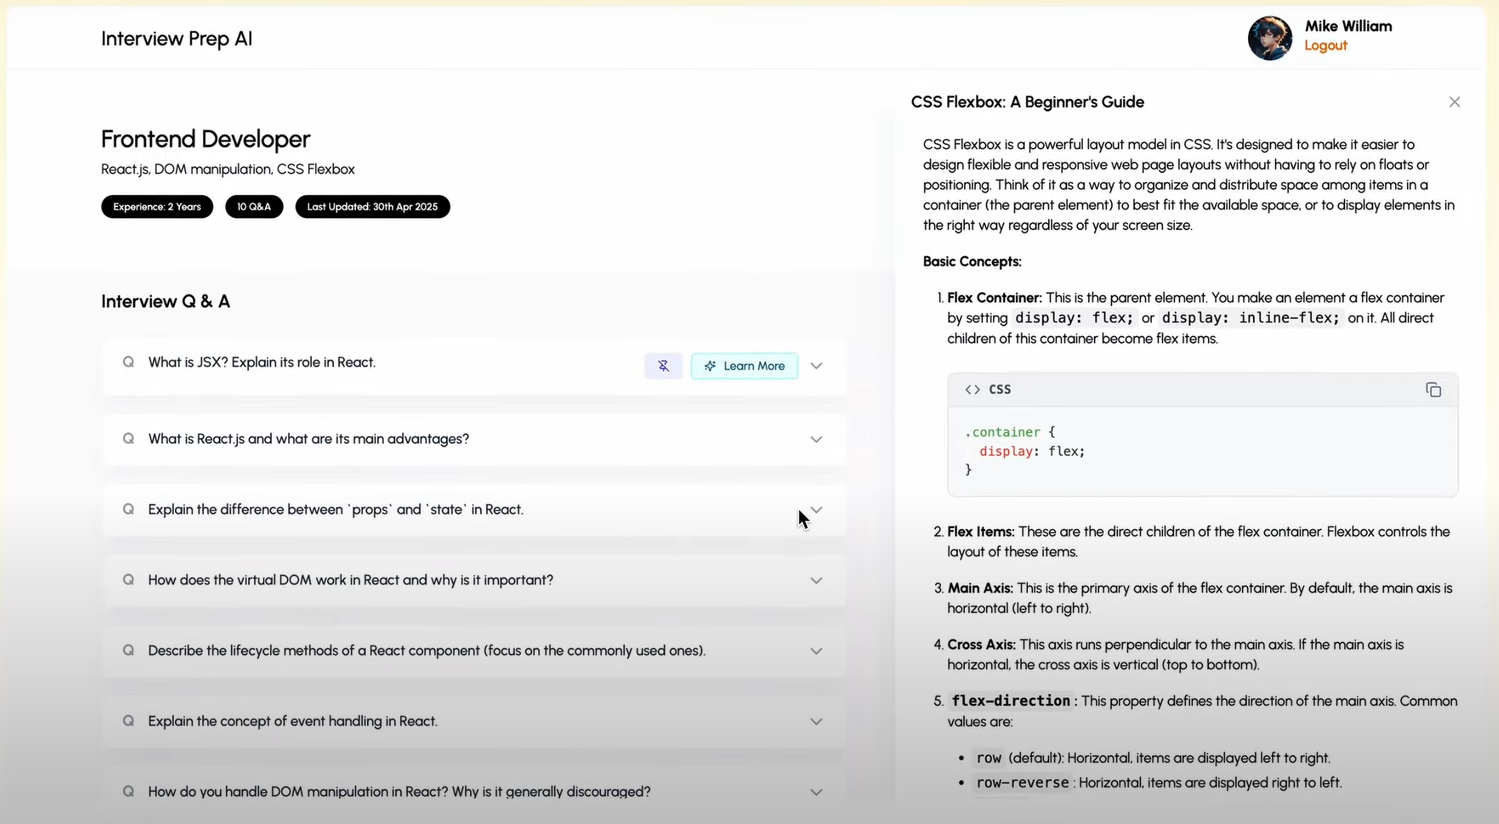 Interview Prep AI
Mike William
Logout
Frontend Developer
React.js, DOM manipulation, CSS Flexbox
Experience: 2 Years
10 Q&A
Last Updated: 30th Apr 2025
Interview Q & A
Q What is JSX? Explain its role in React.
Learn More
Q What is React.js and what are its main advantages?
Q Explain the difference between `props` and `state` in React.
Q How does the virtual DOM work in React and why is it important?
Q Describe the lifecycle methods of a React component (focus on the commonly used ones).
Q Explain the concept of event handling in React.
Q How do you handle DOM manipulation in React? Why is it generally discouraged?
CSS Flexbox: A Beginner's Guide
CSS Flexbox is a powerful layout model in CSS. It's designed to make it easier to
design flexible and responsive web page layouts without having to rely on floats or
positioning. Think of it as a way to organize and distribute space among items in a
container (the parent element) to best fit the available space, or to display elements in
the right way regardless of your screen size.
Basic Concepts:
1. Flex Container: This is the parent element. You make an element a flex container
by setting display: flex; or display: inline-flex; on it. All direct
children of this container become flex items.
<> CSS
.container {
display: flex;
}
2. Flex Items: These are the direct children of the flex container. Flexbox controls the
layout of these items.
3. Main Axis: This is the primary axis of the flex container. By default, the main axis is
horizontal (left to right).
4. Cross Axis: This axis runs perpendicular to the main axis. If the main axis is
horizontal, the cross axis is vertical (top to bottom).
5. flex-direction : This property defines the direction of the main axis. Common
values are:
• row (default): Horizontal, items are displayed left to right.
• row-reverse : Horizontal, items are displayed right to left.